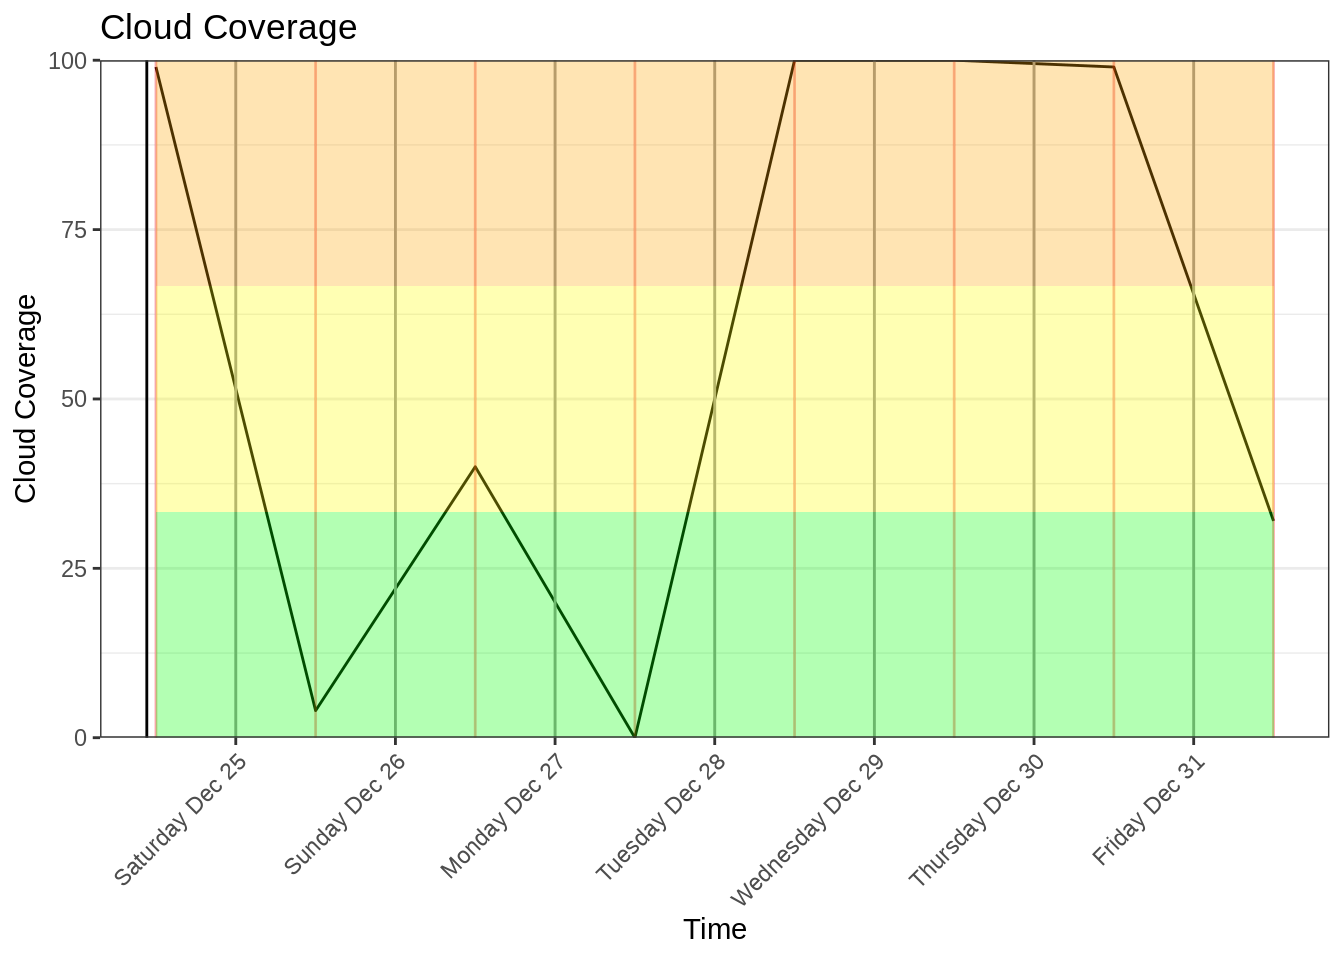 Cloud Coverage
Cloud Coverage
100
75
50
25
0
Saturday Dec 25
Sunday Dec 26
Monday Dec 27
Tuesday Dec 28
Wednesday Dec 29
Thursday Dec 30
Friday Dec 31
Time